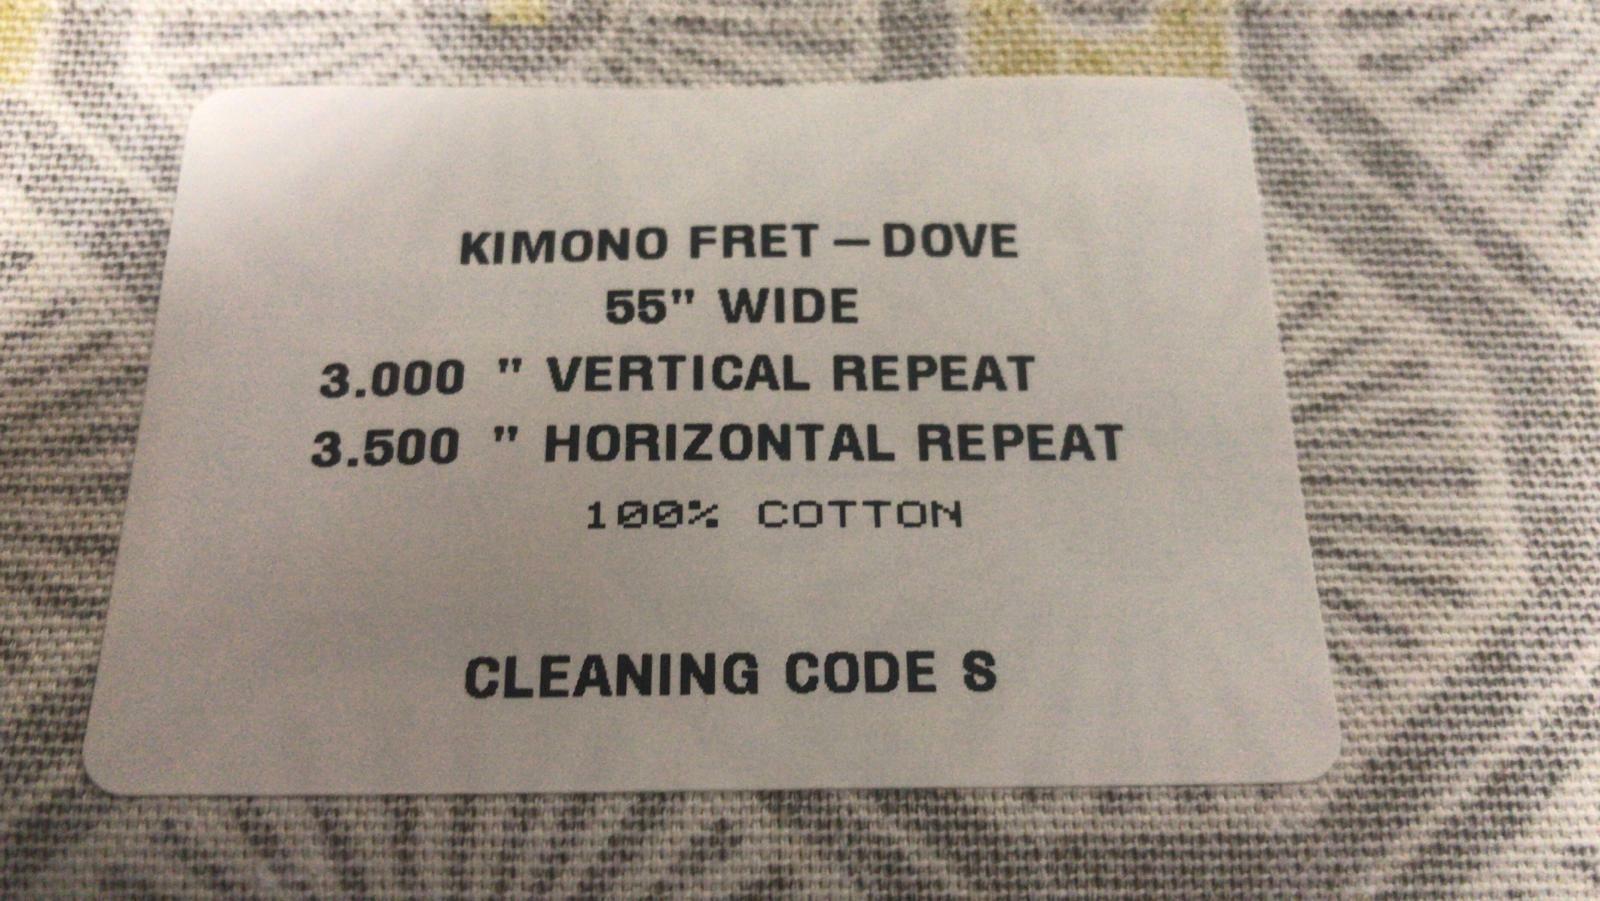 KIMONO FRET — DOVE
55" WIDE
3.000 " VERTICAL REPEAT
3.500 " HORIZONTAL REPEAT
100% COTTON
CLEANING CODE S